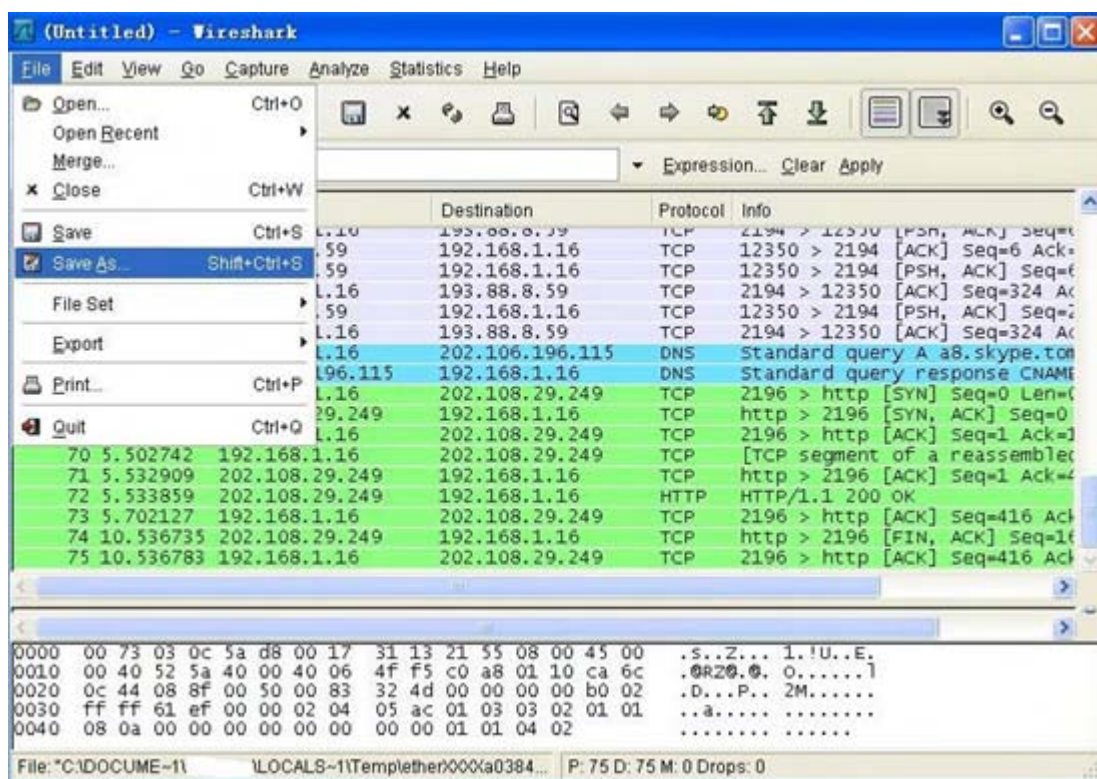 (Untitled) - Wireshark
File Edit View Go Capture Analyze Statistics Help
Open... Ctrl+O
Open Recent
Merge...
Close Ctrl+W
Save Ctrl+S
Save As... Shift+Ctrl+S
File Set
Export
Print... Ctrl+P
Quit Ctrl+Q
Expression... Clear Apply
Destination Protocol Info
1.16 193.88.8.59 TCP 2194 > 12350 [PSH, ACK]
.59 192.168.1.16 TCP 12350 > 2194 [ACK] Seq=6 Ack=
.59 192.168.1.16 TCP 12350 > 2194 [PSH, ACK] Seq=6
1.16 193.88.8.59 TCP 2194 > 12350 [ACK] Seq=324
.59 192.168.1.16 TCP 12350 > 2194 [PSH, ACK] Seq=2
1.16 193.88.8.59 TCP 2194 > 12350 [ACK] Seq=324
1.16 202.106.196.115 DNS Standard query A a8.skype.tom
196.115 192.168.1.16 DNS Standard query response CNAME
1.16 202.108.29.249 TCP 2196 > http [SYN] Seq=0
29.249 192.168.1.16 TCP http > 2196 [SYN, ACK] Seq=0
1.16 202.108.29.249 TCP 2196 > http [ACK] Seq=1 Ack=1
70 5.502742 192.168.1.16 202.108.29.249 TCP [TCP segment of a reassembled
71 5.532909 202.108.29.249 192.168.1.16 TCP http > 2196 [ACK] Seq=1 Ack=4
72 5.533859 202.108.29.249 192.168.1.16 HTTP HTTP/1.1 200 OK
73 5.702127 192.168.1.16 202.108.29.249 TCP 2196 > http [ACK] Seq=416 Ack
74 10.536735 202.108.29.249 192.168.1.16 TCP http > 2196 [FIN, ACK] Seq=16
75 10.536783 192.168.1.16 202.108.29.249 TCP 2196 > http [ACK] Seq=416 Ack
0000 00 73 03 0c 5a d8 00 17 31 13 21 55 08 00 45 00 .s..Z... 1.!U..E.
0010 00 40 52 5a 40 00 40 06 4f f5 c0 a8 01 10 ca 6c .@RZ@.@. O......l
0020 0c 44 08 8f 00 50 00 83 32 4d 00 00 00 00 b0 02 .D...P.. 2M......
0030 ff ff 61 ef 00 00 02 04 05 ac 01 03 03 02 01 01 ..a..... ........
0040 08 0a 00 00 00 00 00 00 00 00 01 01 04 02 ........ ......
File: "C:\DOCUME~1\ \LOCALS~1\Temp\etherXXXXa0384... P: 75 D: 75 M: 0 Drops: 0